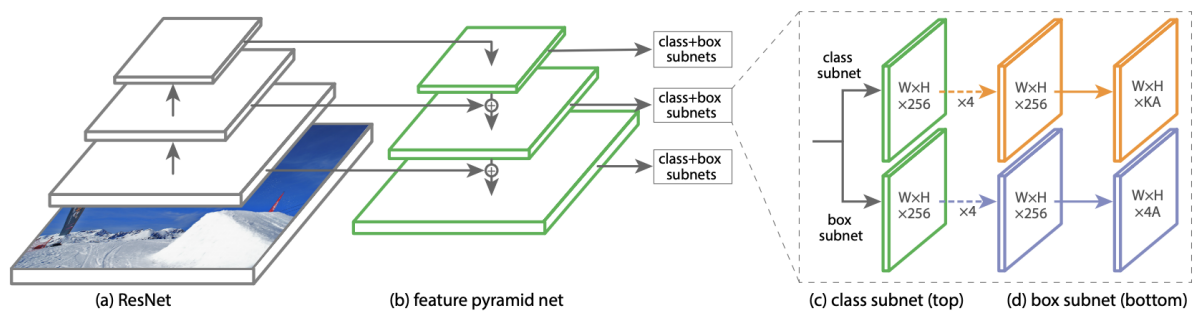 class+box
subnets
class+box
subnets
class+box
subnets
class
subnet
W×H
×256
×4
W×H
×256
W×H
×KA
box
subnet
W×H
×256
×4
W×H
×256
W×H
×4A
(a) ResNet
(b) feature pyramid net
(c) class subnet (top)
(d) box subnet (bottom)